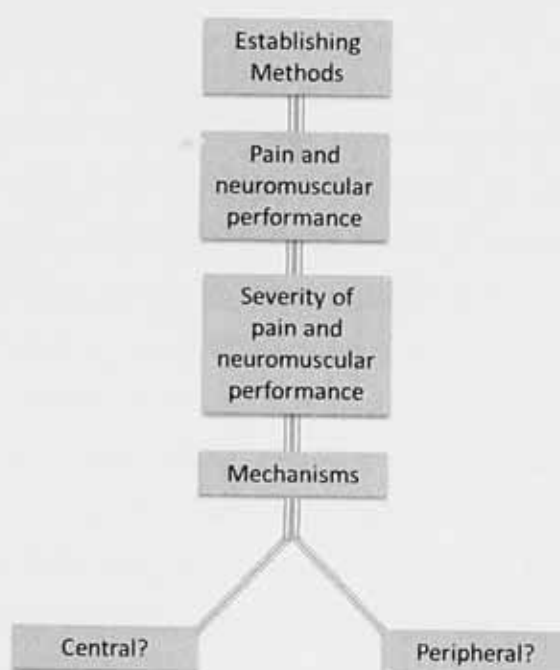 Establishing
Methods
Pain and
neuromuscular
performance
Severity of
pain and
neuromuscular
performance
Mechanisms
Central?
Peripheral?